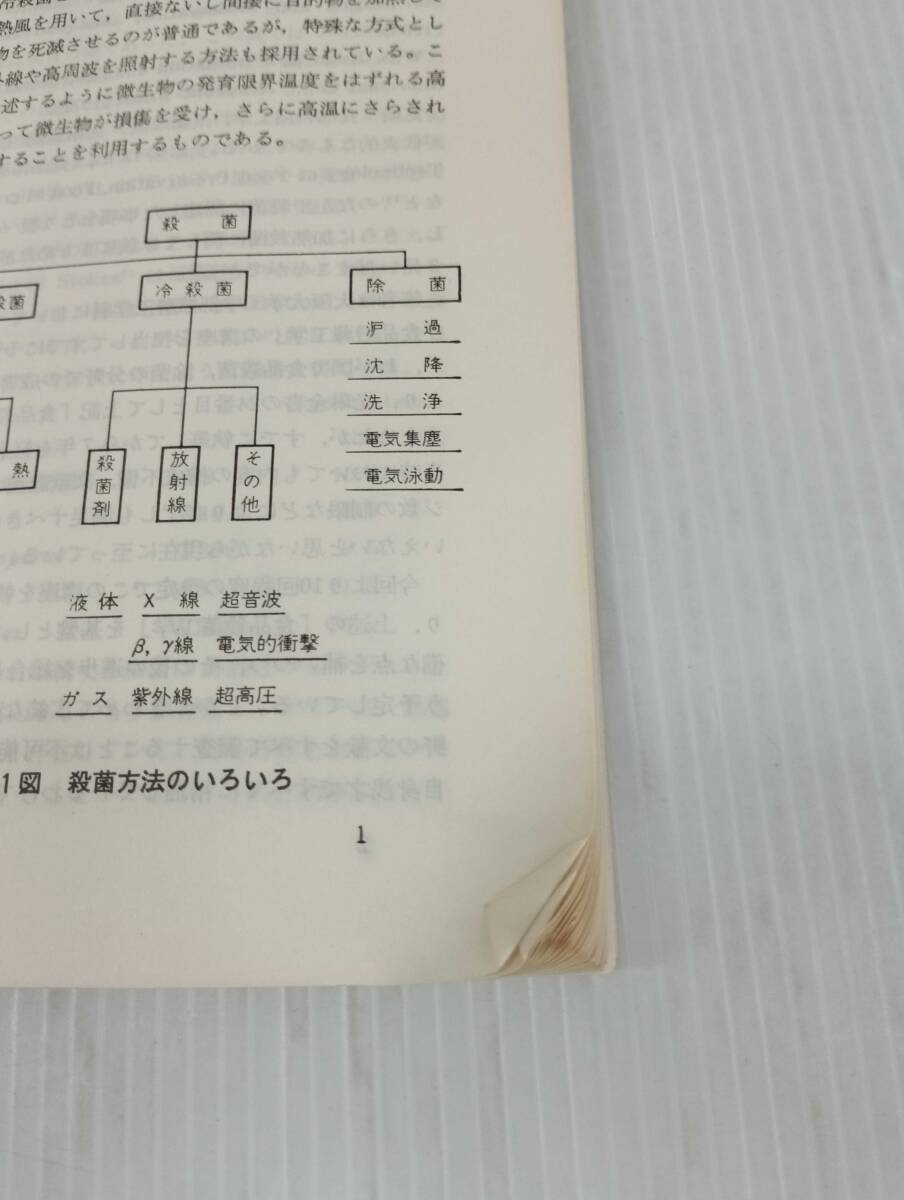 熱風を用いて，直接ないし間接に目的物を加熱して
物を死滅させるのが普通であるが，特殊な方式とし
外線や高周波を照射する方法も採用されている。こ
述するように微生物の発育限界温度をはずれる高
って微生物が損傷を受け，さらに高温にさらされ
することを利用するものである。
殺菌
殺菌
冷殺菌
除菌
沪過
沈降
洗浄
電気集塵
電気泳動
熱
殺菌剤
放射線
その他
液体 X線 超音波
β，γ線 電気的衝撃
ガス 紫外線 超高圧
1図 殺菌方法のいろいろ
1